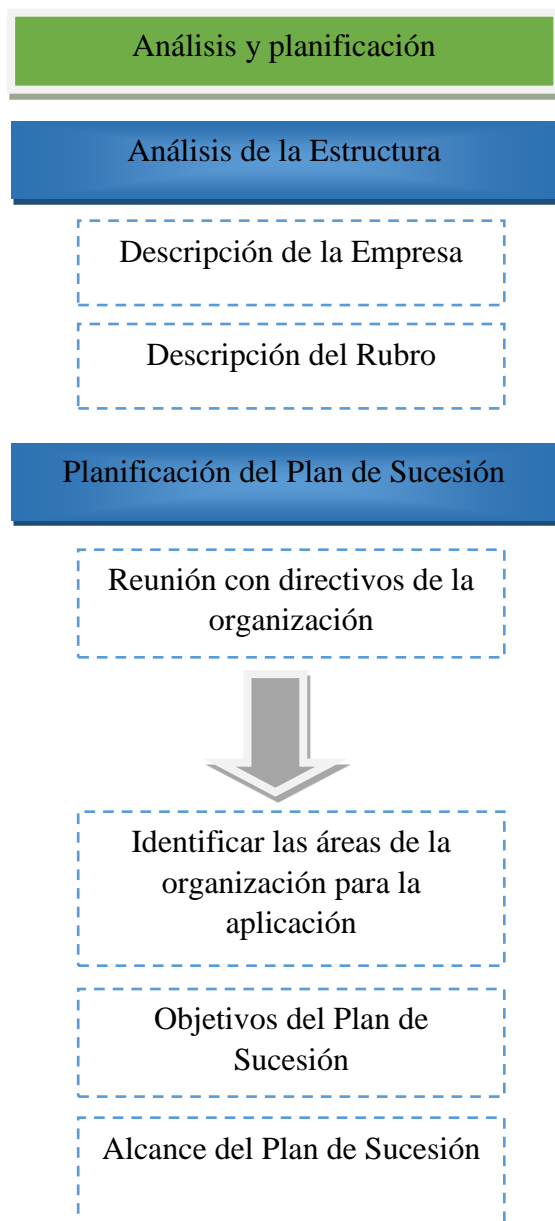 Análisis y planificación
Análisis de la Estructura
Descripción de la Empresa
Descripción del Rubro
Planificación del Plan de Sucesión
Reunión con directivos de la
organización
Identificar las áreas de la
organización para la
aplicación
Objetivos del Plan de
Sucesión
Alcance del Plan de Sucesión